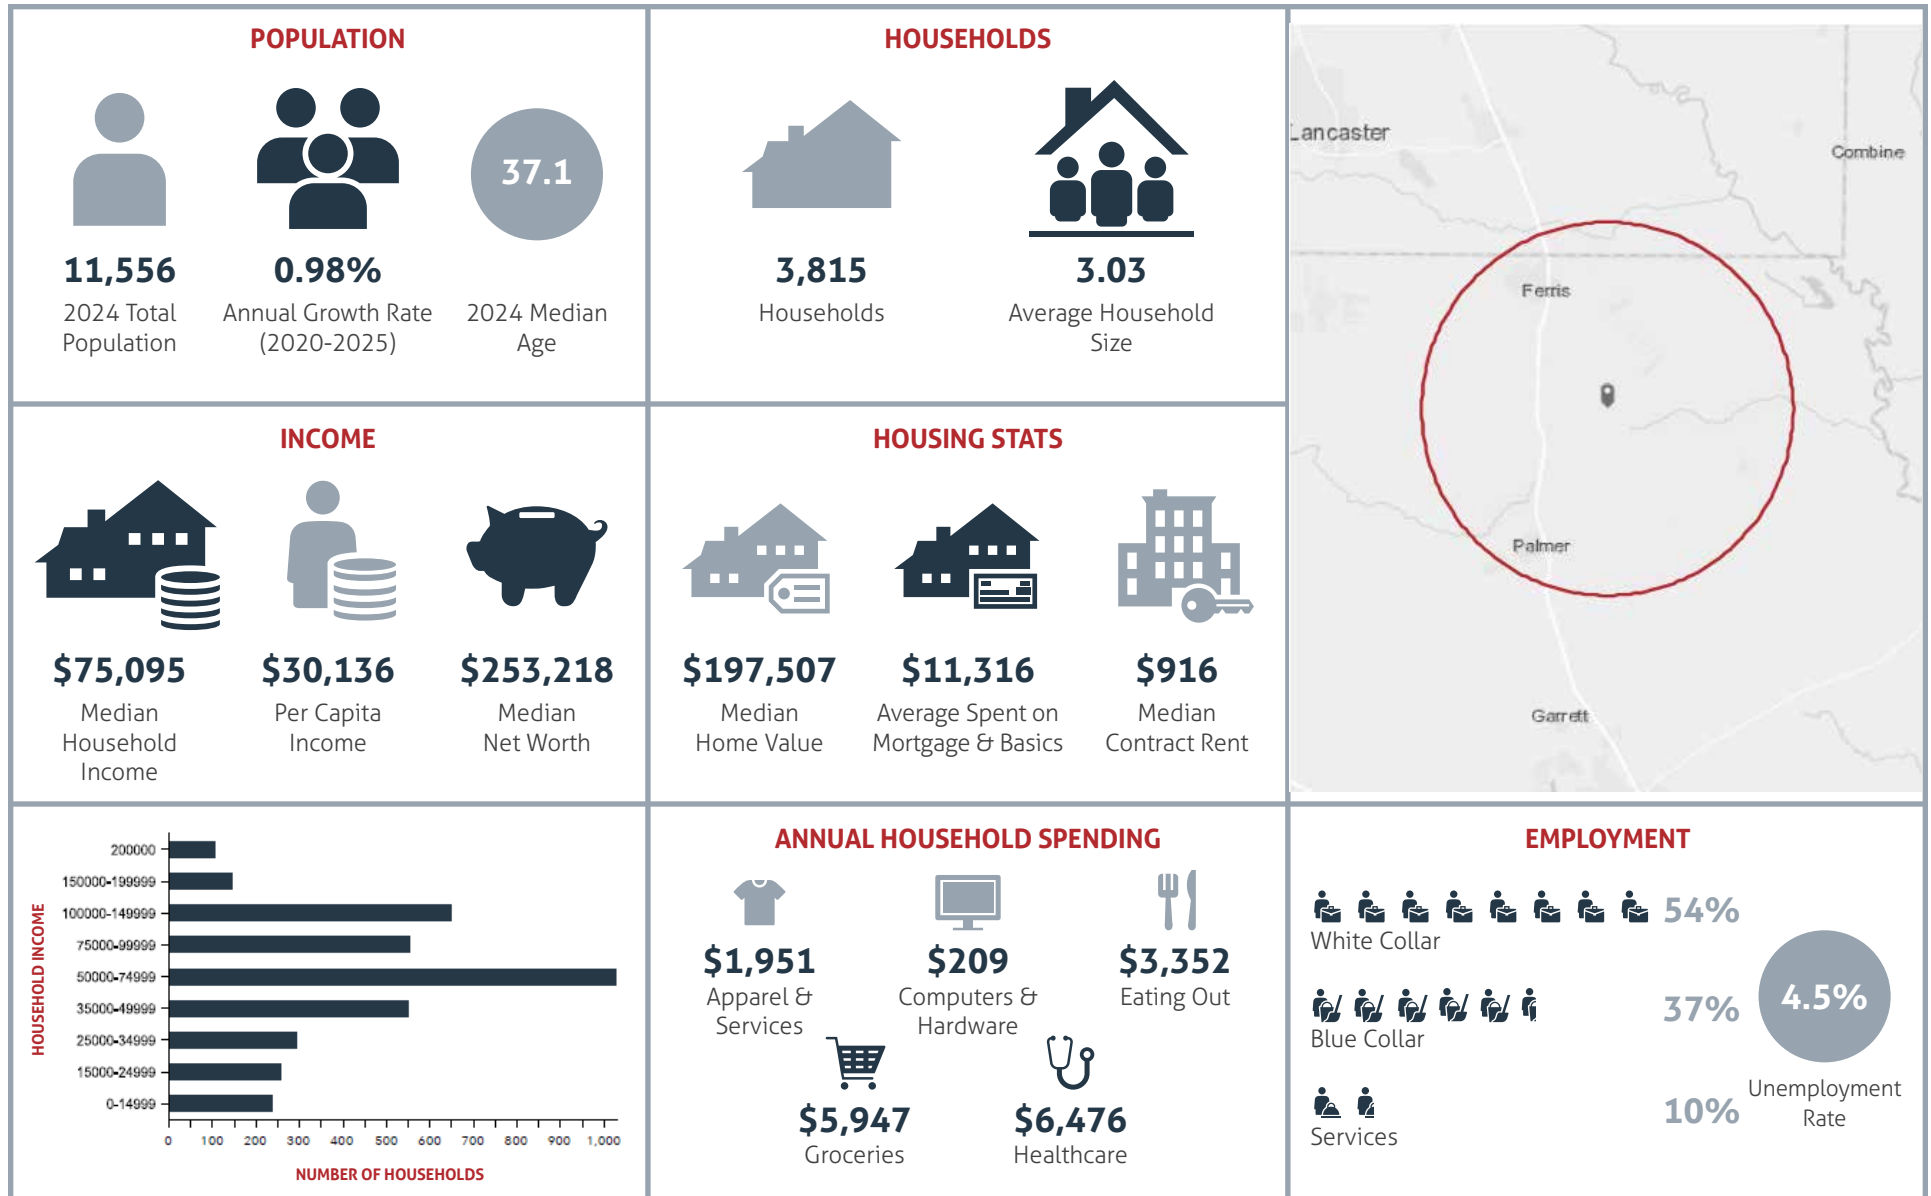 POPULATION
37.1
11,556
2024 Total
Population
0.98%
Annual Growth Rate
(2020-2025)
2024 Median
Age
HOUSEHOLDS
3,815
Households
3.03
Average Household
Size
Lancaster
Combine
Ferris
Palmer
Garrett
INCOME
$75,095
Median
Household
Income
$30,136
Per Capita
Income
$253,218
Median
Net Worth
HOUSING STATS
$197,507
Median
Home Value
$11,316
Average Spent on
Mortgage & Basics
$916
Median
Contract Rent
HOUSEHOLD INCOME
200000
150000-199999
100000-149999
75000-99999
50000-74999
35000-49999
25000-34999
15000-24999
0-14999
0 100 200 300 400 500 600 700 800 900 1,000
NUMBER OF HOUSEHOLDS
ANNUAL HOUSEHOLD SPENDING
$1,951
Apparel &
Services
$209
Computers &
Hardware
$3,352
Eating Out
$5,947
Groceries
$6,476
Healthcare
EMPLOYMENT
54%
White Collar
37%
Blue Collar
10%
Services
4.5%
Unemployment
Rate